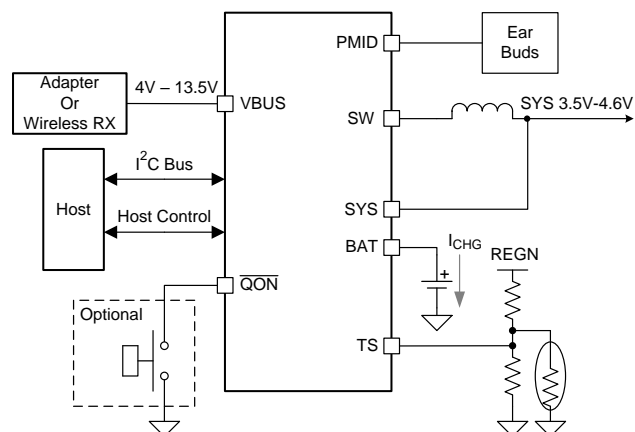 Adapter
Or
Wireless RX
4V – 13.5V
VBUS
I²C Bus
Host
Host Control
QON
Optional
PMID
Ear
Buds
SW
SYS 3.5V-4.6V
SYS
BAT
I_CHG
+
REGN
TS